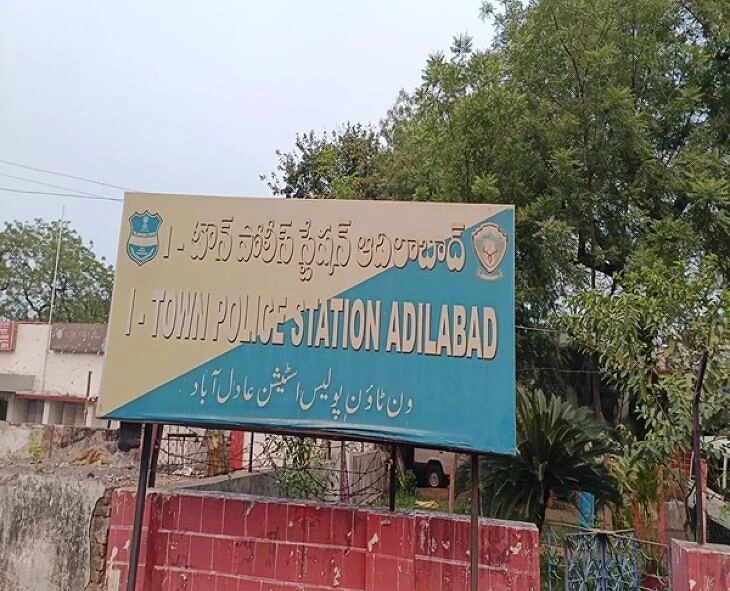 I - టౌన్ పోలీస్ స్టేషన్ ఆదిలాబాద్
I - TOWN POLICE STATION ADILABAD
ون ٹاؤن پولیس اسٹیشن عادل آباد